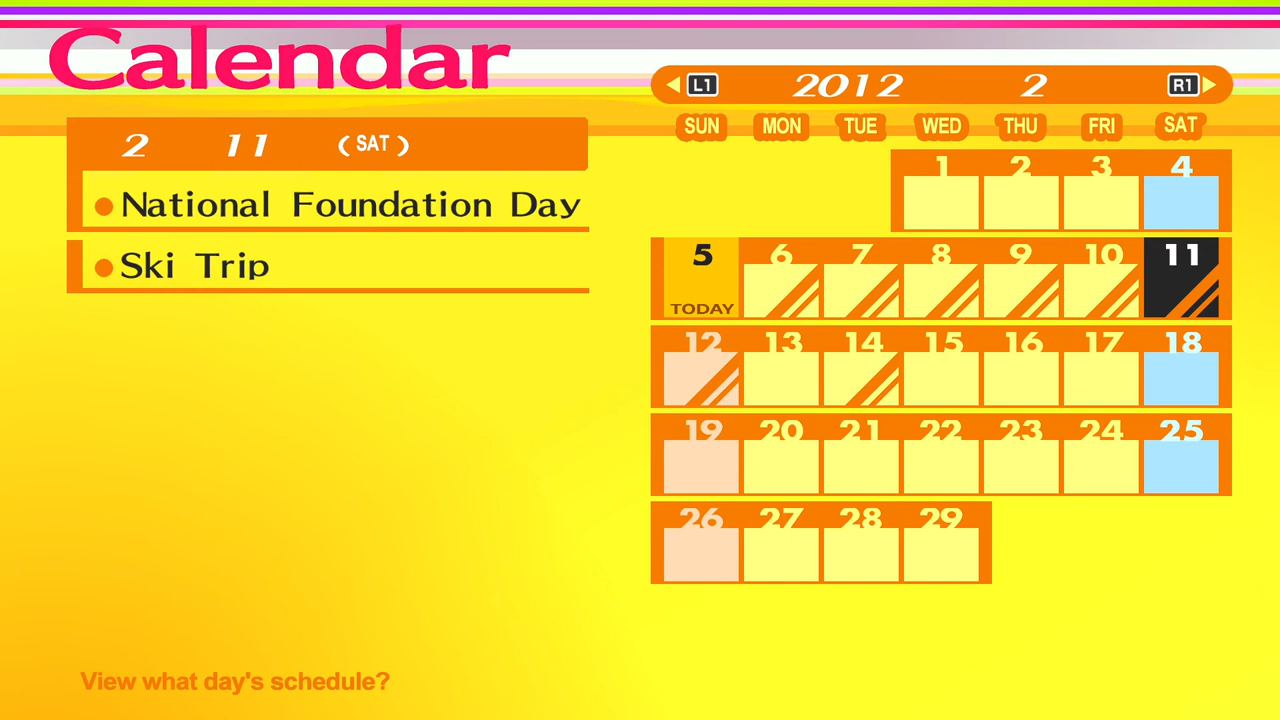 Calendar
L1 2012 2 R1
SUN MON TUE WED THU FRI SAT
2 11 (SAT)
National Foundation Day
Ski Trip
1 2 3 4
5 6 7 8 9 10 11
TODAY
12 13 14 15 16 17 18
19 20 21 22 23 24 25
26 27 28 29
View what day's schedule?